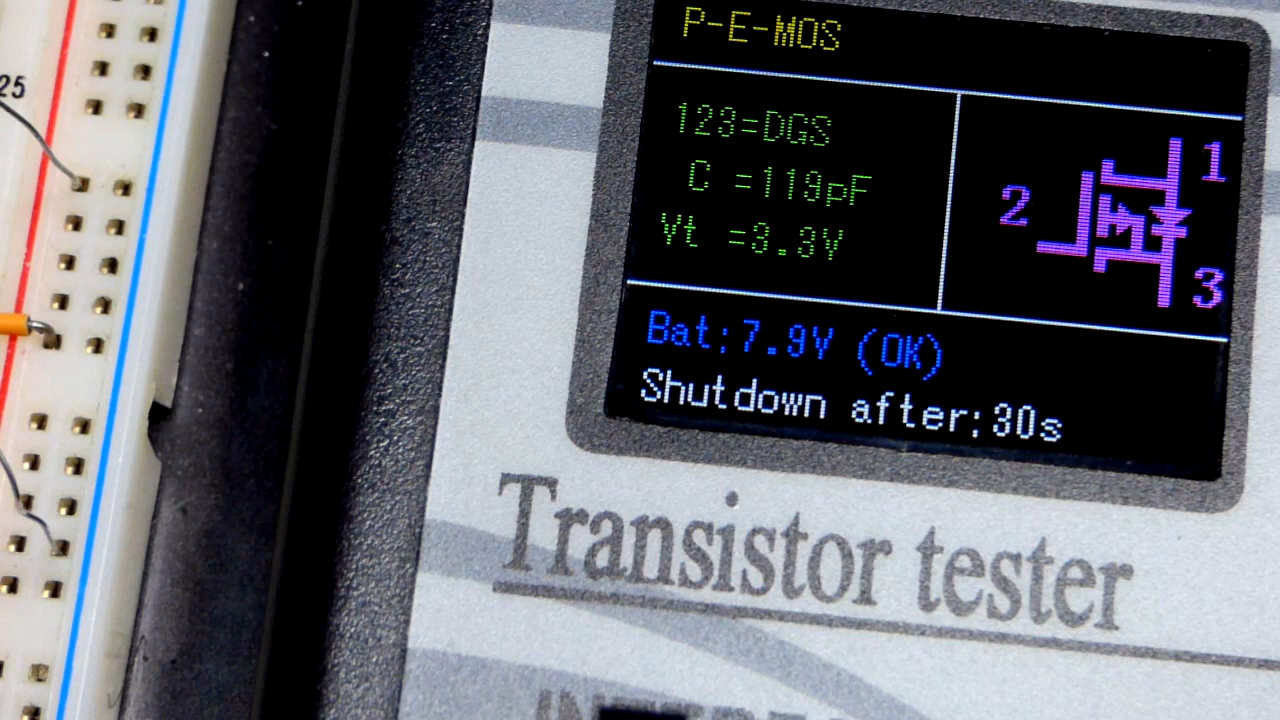 P-E-MOS
123=DGS
C =119pF
Vt =3.3V
1
2
3
Bat:7.9V (OK)
Shutdown after:30s
Transistor tester
25